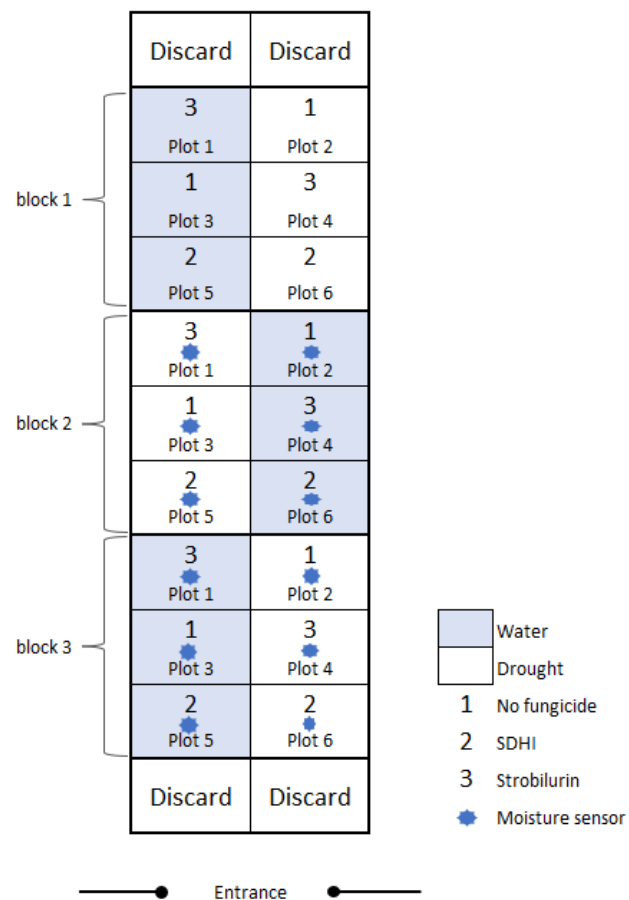 Discard Discard
3 1
Plot 1 Plot 2
block 1
1 3
Plot 3 Plot 4
2 2
Plot 5 Plot 6
3 1
Plot 1 Plot 2
block 2
1 3
Plot 3 Plot 4
2 2
Plot 5 Plot 6
3 1
Plot 1 Plot 2
block 3
1 3
Plot 3 Plot 4
2 2
Plot 5 Plot 6
Discard Discard
Water
Drought
1 No fungicide
2 SDHI
3 Strobilurin
Moisture sensor
Entrance